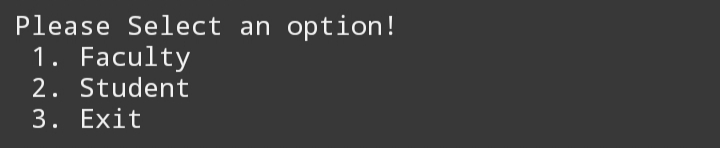 Please Select an option!
1. Faculty
2. Student
3. Exit